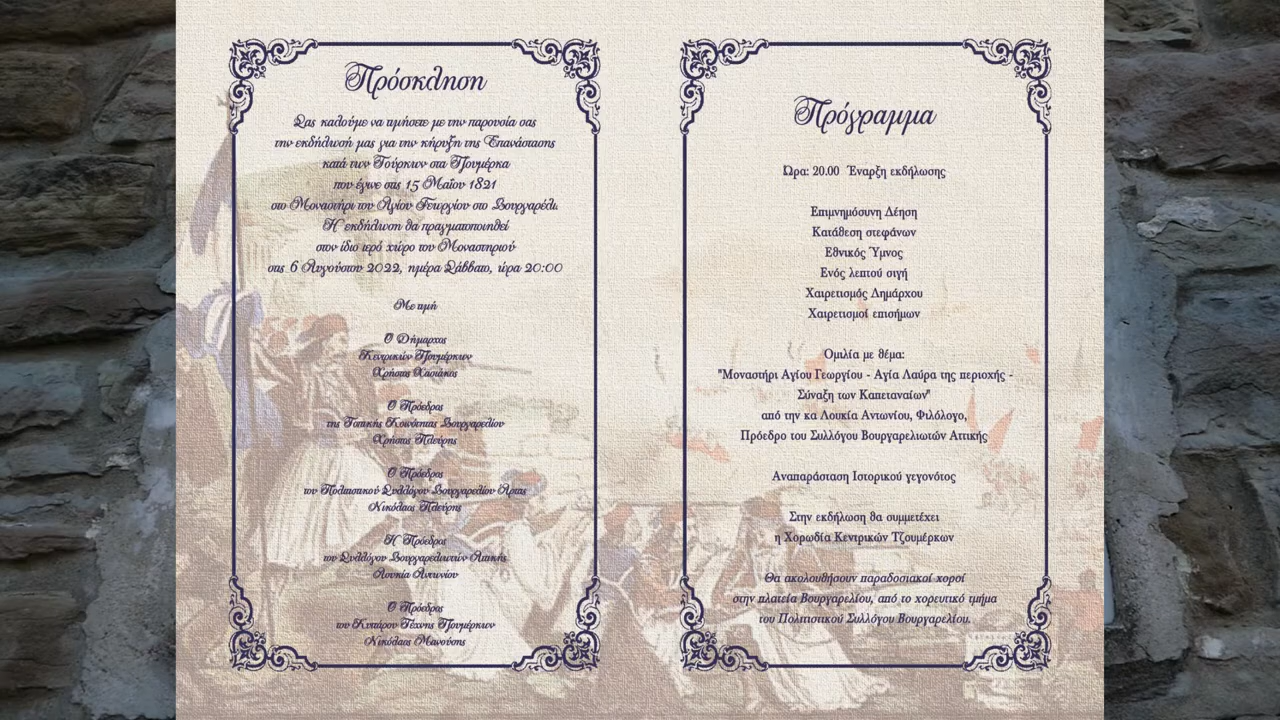 Πρόσκληση
Σας καλούμε να τιμήσετε με την παρουσία σας
την εκδήλωσή μας για την κήρυξη της Επανάστασης
κατά των Τούρκων στα Τζουμέρκα
που έγινε στις 15 Μαΐου 1821
στο Μοναστήρι του Αγίου Γεωργίου στο Βουργαρέλι.
Η εκδήλωση θα πραγματοποιηθεί
στον ίδιο ιερό χώρο του Μοναστηριού
στις 6 Αυγούστου 2022, ημέρα Σάββατο, ώρα 20:00
Με τιμή
Ο Δήμαρχος
Κεντρικών Τζουμέρκων
Χρήστος Χασιάκος
Ο Πρόεδρος
της Τοπικής Κοινότητας Βουργαρελίου
Χρήστος Πλεύρης
Ο Πρόεδρος
του Πολιτιστικού Συλλόγου Βουργαρελίου Άρτας
Νικόλαος Πλεύρης
Η Πρόεδρος
του Συλλόγου Βουργαρελιωτών Αττικής
Λουκία Αντωνίου
Ο Πρόεδρος
του Κυττάρου Τέχνης Τζουμέρκων
Νικόλαος Μανούσης
Πρόγραμμα
Ώρα: 20.00 Έναρξη εκδήλωσης
Επιμνημόσυνη Δέηση
Κατάθεση στεφάνων
Εθνικός Ύμνος
Ενός λεπτού σιγή
Χαιρετισμός Δημάρχου
Χαιρετισμοί επισήμων
Ομιλία με θέμα:
"Μοναστήρι Αγίου Γεωργίου - Αγία Λαύρα της περιοχής -
Σύναξη των Καπεταναίων"
από την κα Λουκία Αντωνίου, Φιλόλογο,
Πρόεδρο του Συλλόγου Βουργαρελιωτών Αττικής
Αναπαράσταση Ιστορικού γεγονότος
Στην εκδήλωση θα συμμετέχει
η Χορωδία Κεντρικών Τζουμέρκων
Θα ακολουθήσουν παραδοσιακοί χοροί
στην πλατεία Βουργαρελίου, από το χορευτικό τμήμα
του Πολιτιστικού Συλλόγου Βουργαρελίου.